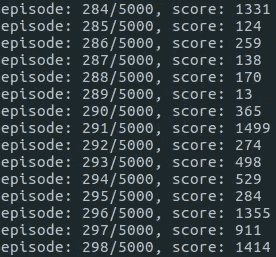 episode: 284/5000, score: 1331
episode: 285/5000, score: 124
episode: 286/5000, score: 259
episode: 287/5000, score: 138
episode: 288/5000, score: 170
episode: 289/5000, score: 13
episode: 290/5000, score: 365
episode: 291/5000, score: 1499
episode: 292/5000, score: 274
episode: 293/5000, score: 498
episode: 294/5000, score: 529
episode: 295/5000, score: 284
episode: 296/5000, score: 1355
episode: 297/5000, score: 911
episode: 298/5000, score: 1414